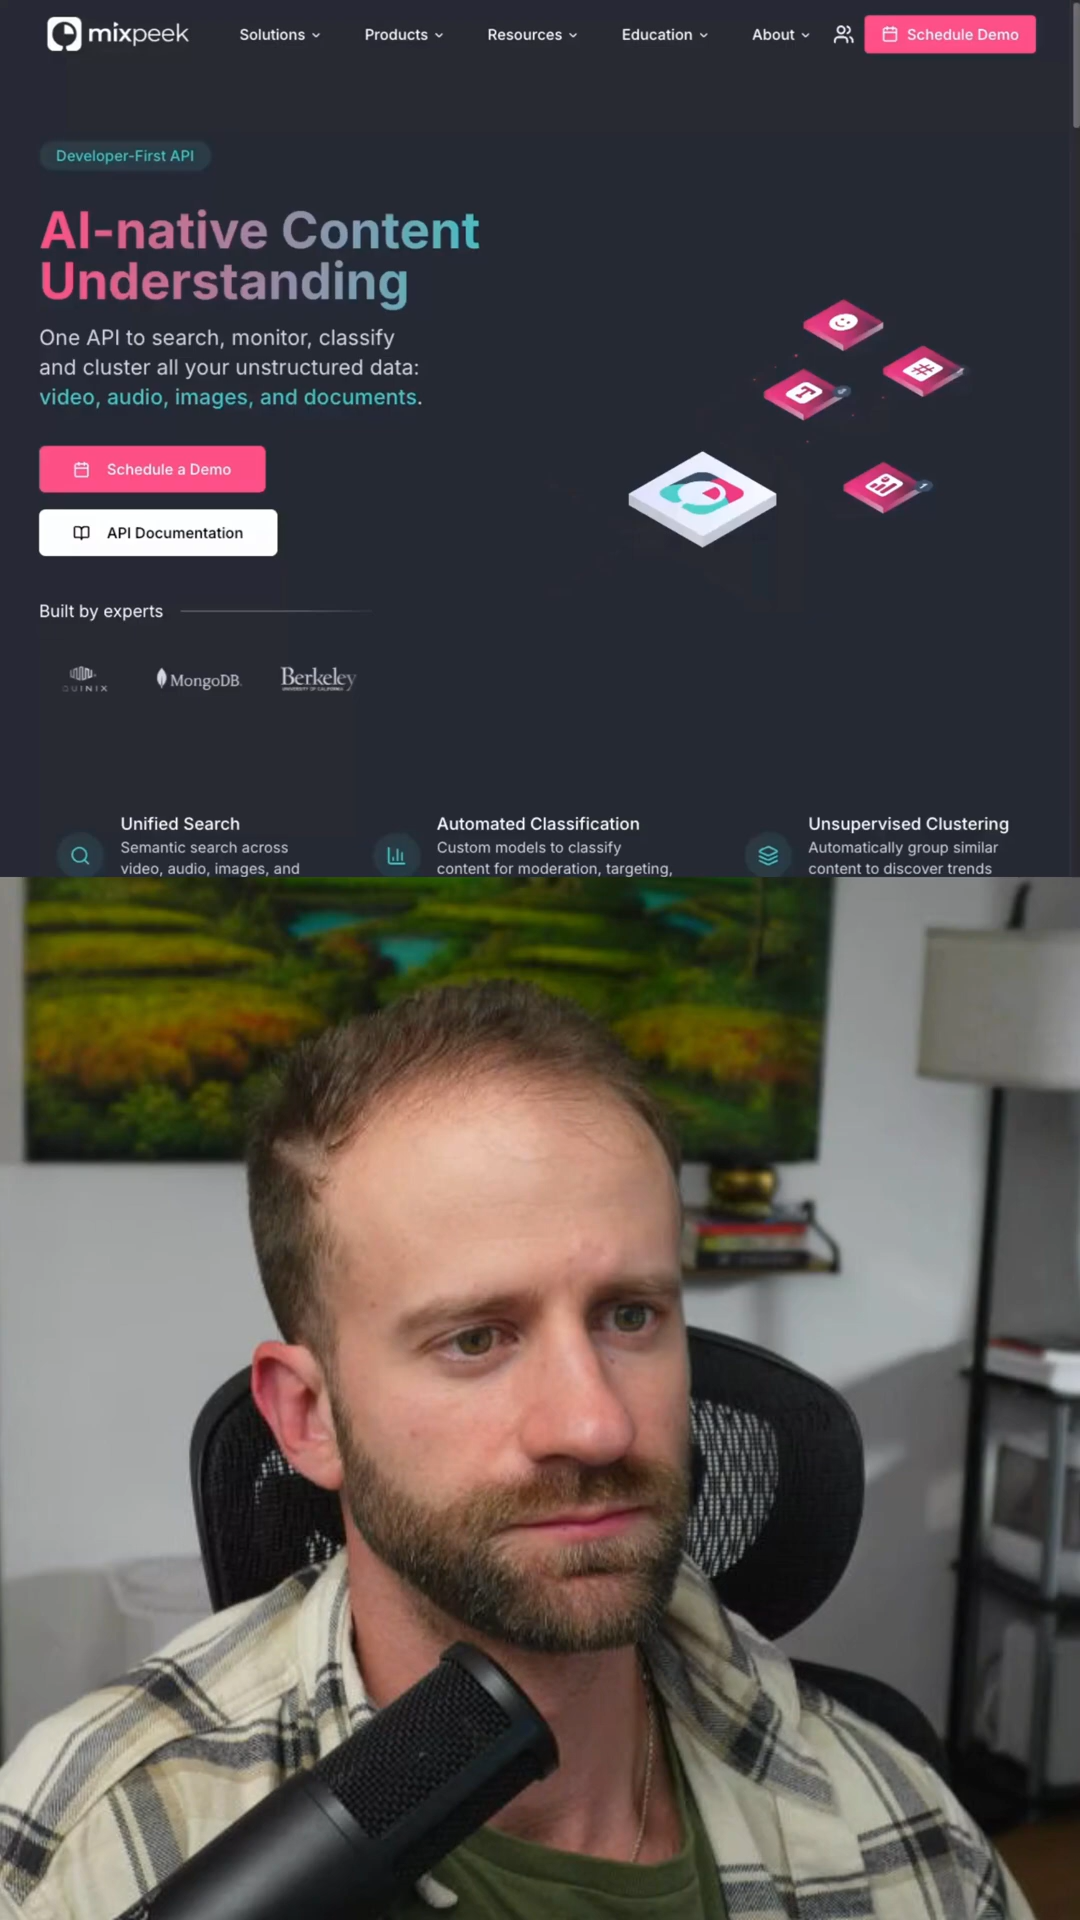 mixpeek
Solutions Products Resources Education About Schedule Demo
Developer-First API
AI-native Content
Understanding
One API to search, monitor, classify
and cluster all your unstructured data:
video, audio, images, and documents.
Schedule a Demo
API Documentation
Built by experts
MongoDB.
Berkeley
Unified Search
Semantic search across
video, audio, images, and
Automated Classification
Custom models to classify
content for moderation, targeting,
Unsupervised Clustering
Automatically group similar
content to discover trends